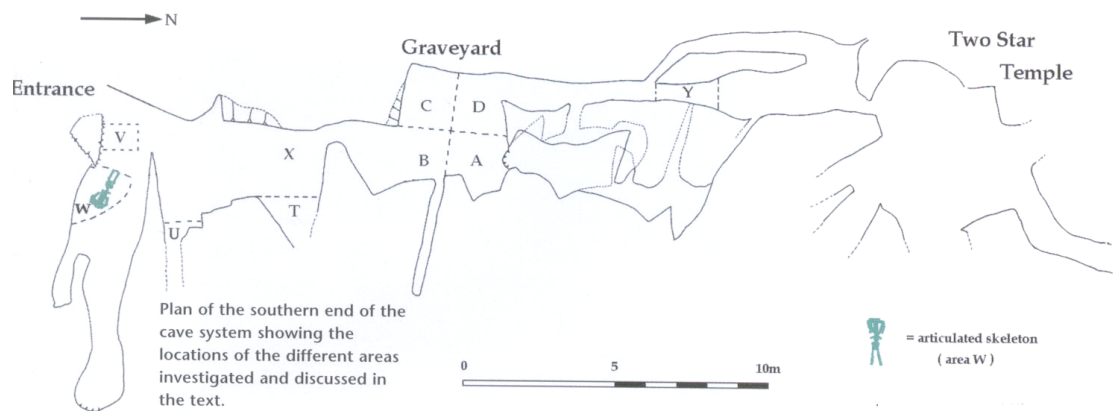 N
Graveyard
Two Star
Temple
Entrance
C
D
Y
V
X
B
A
W
T
U
Plan of the southern end of the
cave system showing the
locations of the different areas
investigated and discussed in
the text.
0
5
10m
= articulated skeleton
( area W )